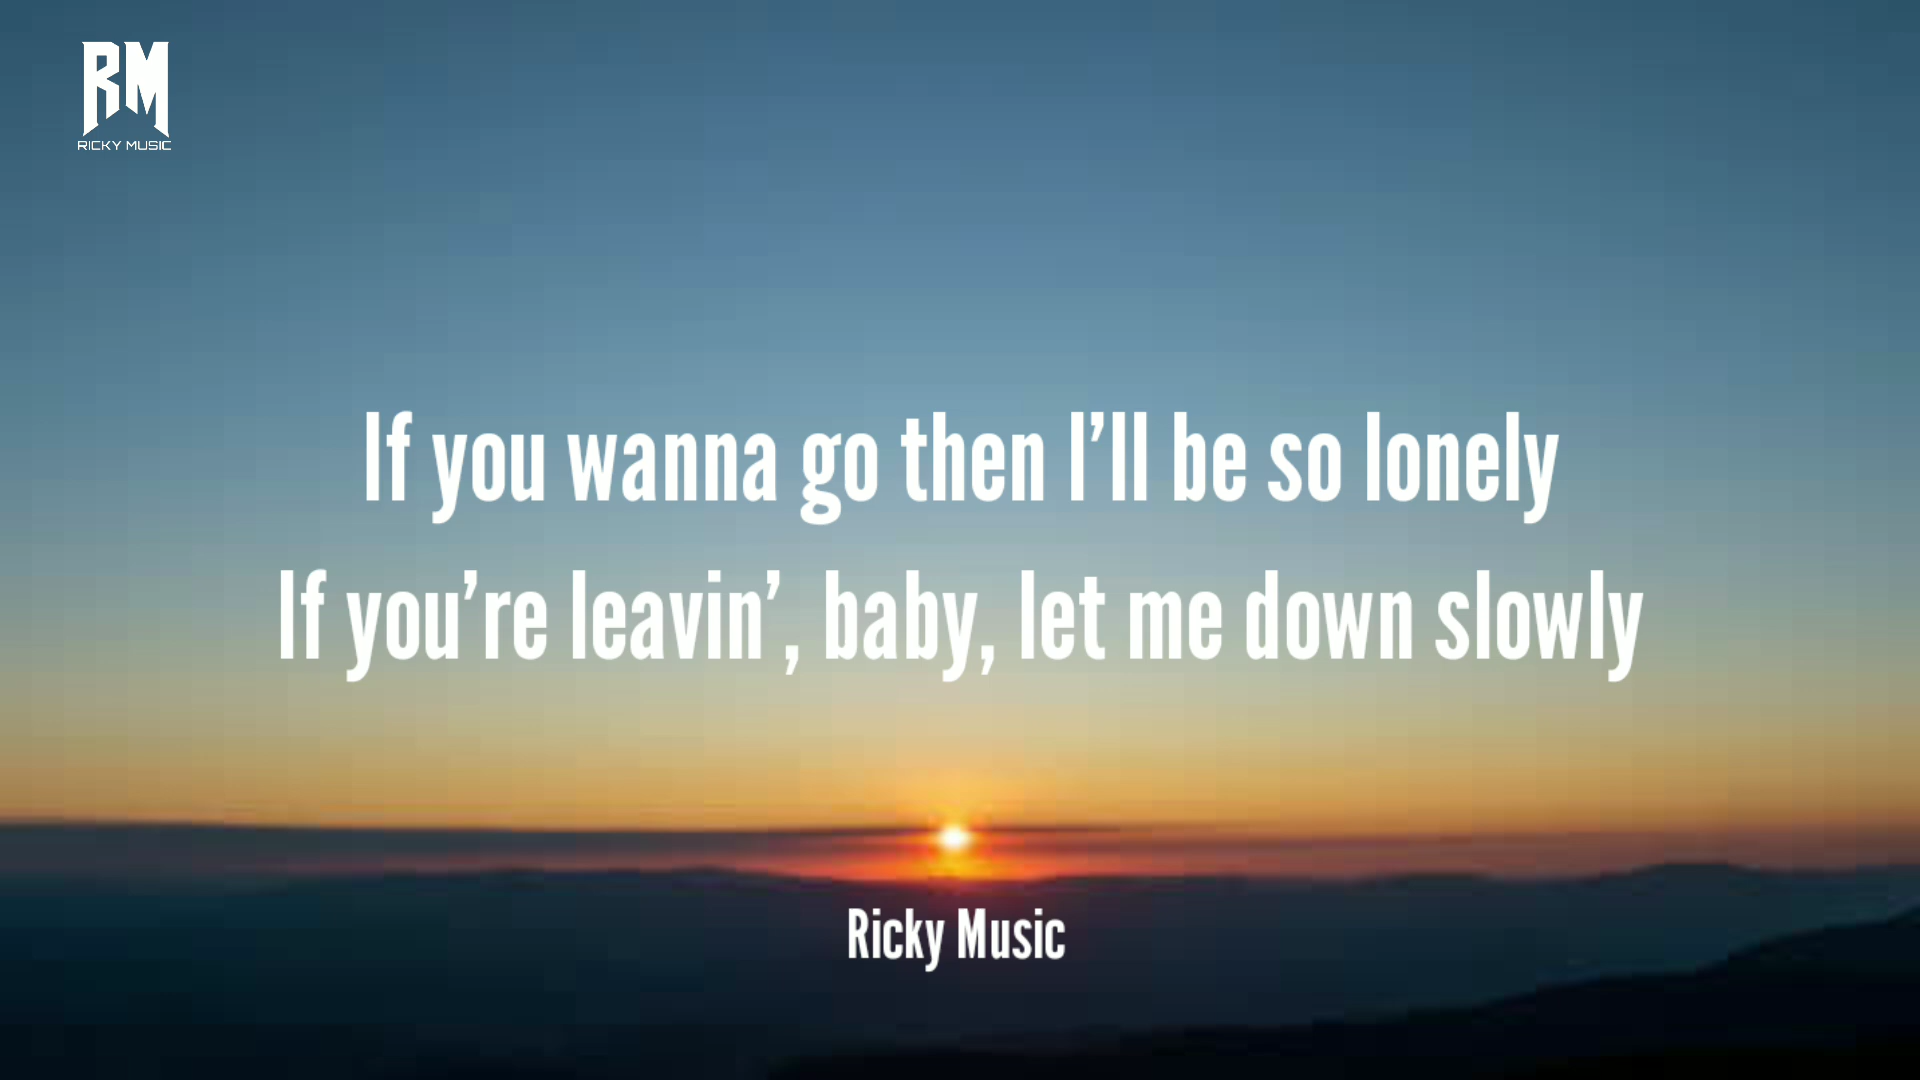 RM
RICKY MUSIC
If you wanna go then I’ll be so lonely
If you’re leavin’, baby, let me down slowly
Ricky Music